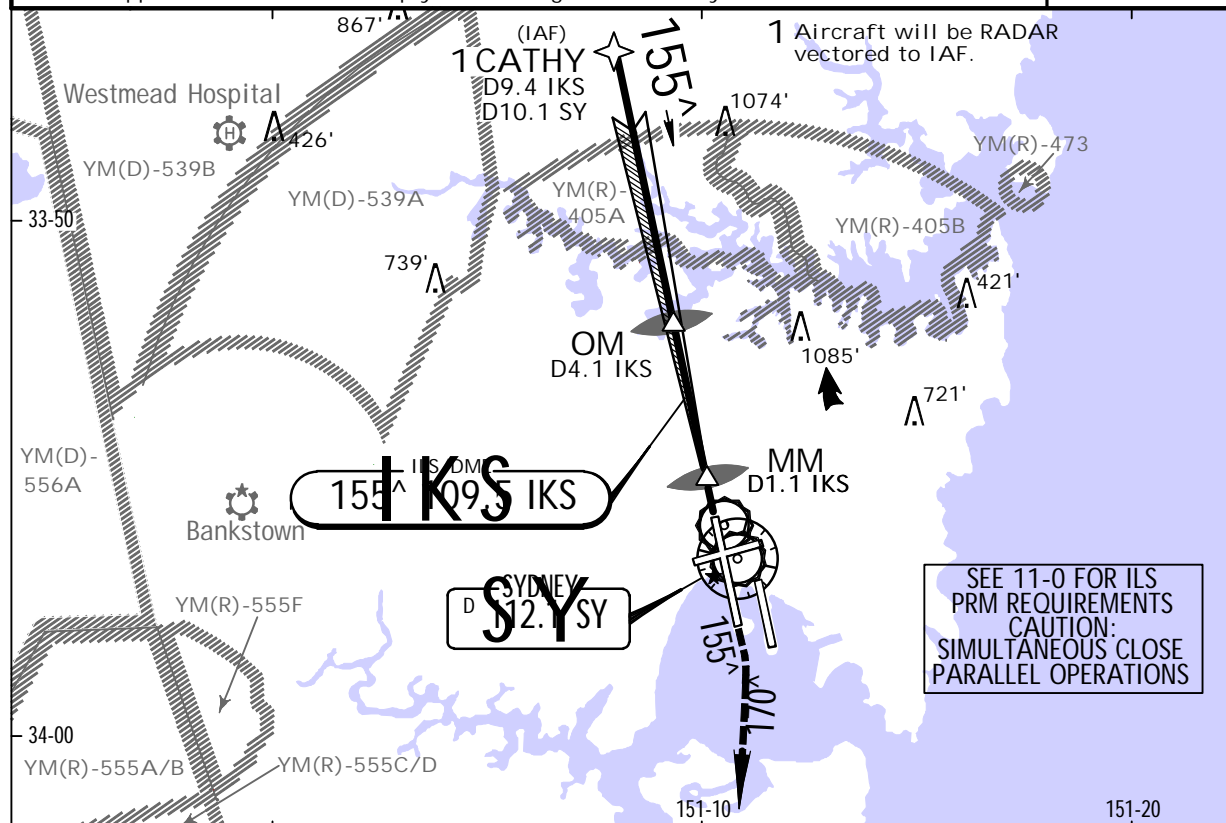 867'
(IAF)
1 CATHY
D9.4 IKS
D10.1 SY
155^
1 Aircraft will be RADAR
vectored to IAF.
Westmead Hospital
H
426'
1074'
YM(R)-473
YM(D)-539B
YM(D)-539A
YM(R)-
405A
YM(R)-405B
33-50
739'
421'
OM
D4.1 IKS
1085'
721'
YM(D)-
556A
MM
D1.1 IKS
ILS DME
IKS
155^ 109.5 IKS
Bankstown
SYDNEY
SY
D 112.1 SY
YM(R)-555F
SEE 11-0 FOR ILS
PRM REQUIREMENTS
CAUTION:
SIMULTANEOUS CLOSE
PARALLEL OPERATIONS
155^
170^
34-00
YM(R)-555A/B
YM(R)-555C/D
151-10
151-20